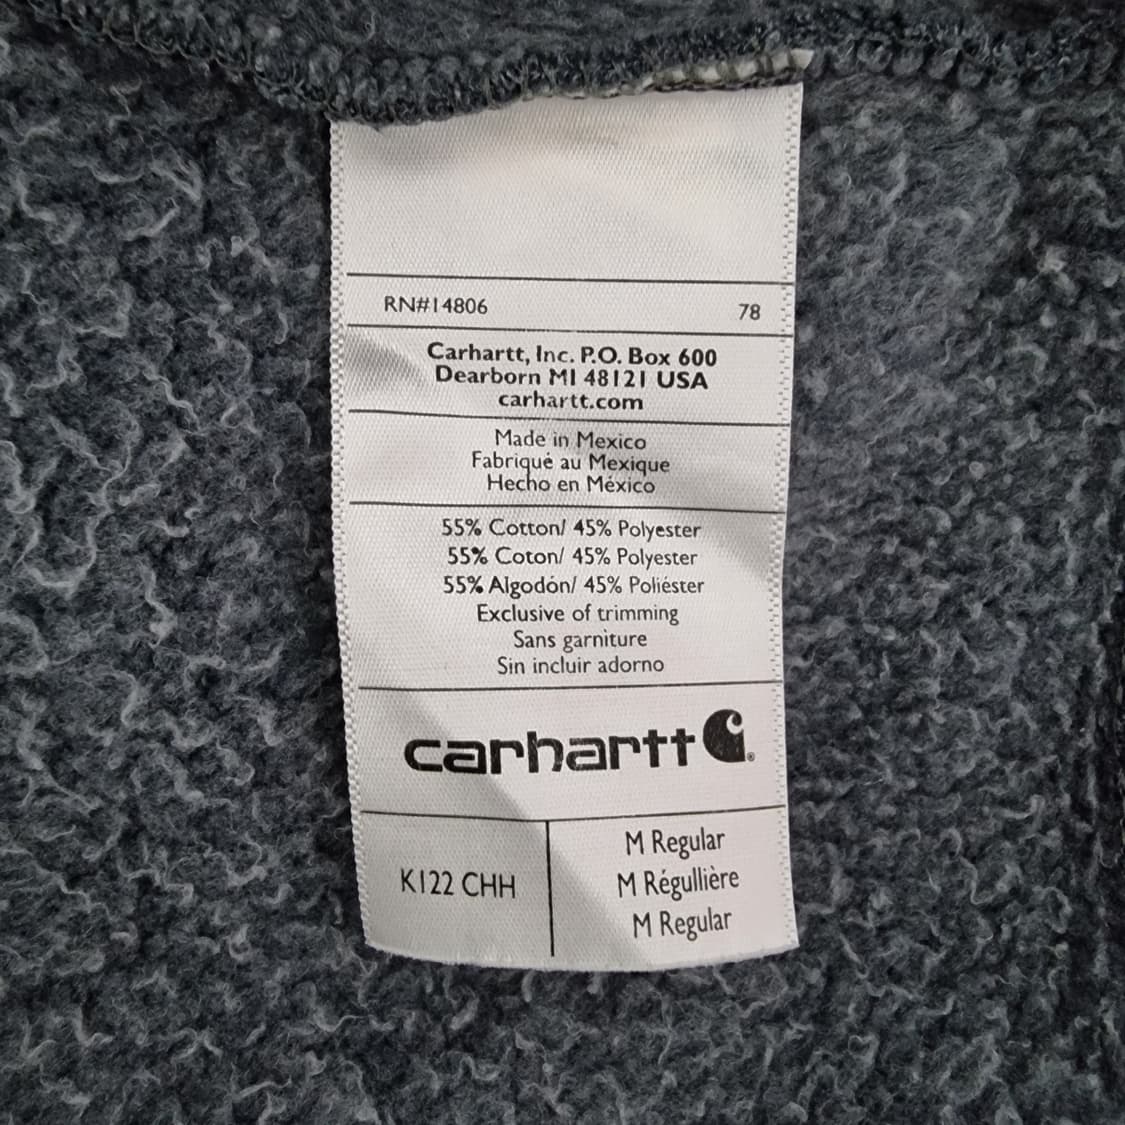 RN#14806 78
Carhartt, Inc. P.O. Box 600
Dearborn MI 48121 USA
carhartt.com
Made in Mexico
Fabriqué au Mexique
Hecho en México
55% Cotton/ 45% Polyester
55% Coton/ 45% Polyester
55% Algodón/ 45% Poliéster
Exclusive of trimming
Sans garniture
Sin incluir adorno
carhartt ®
K122 CHH
M Regular
M Régullière
M Regular